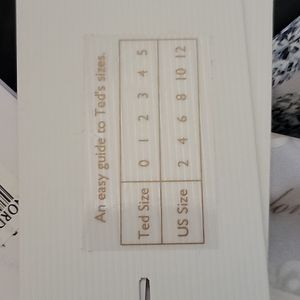 An easy guide to Ted's sizes.
Ted Size 0 1 2 3 4 5
US Size 2 4 6 8 10 12